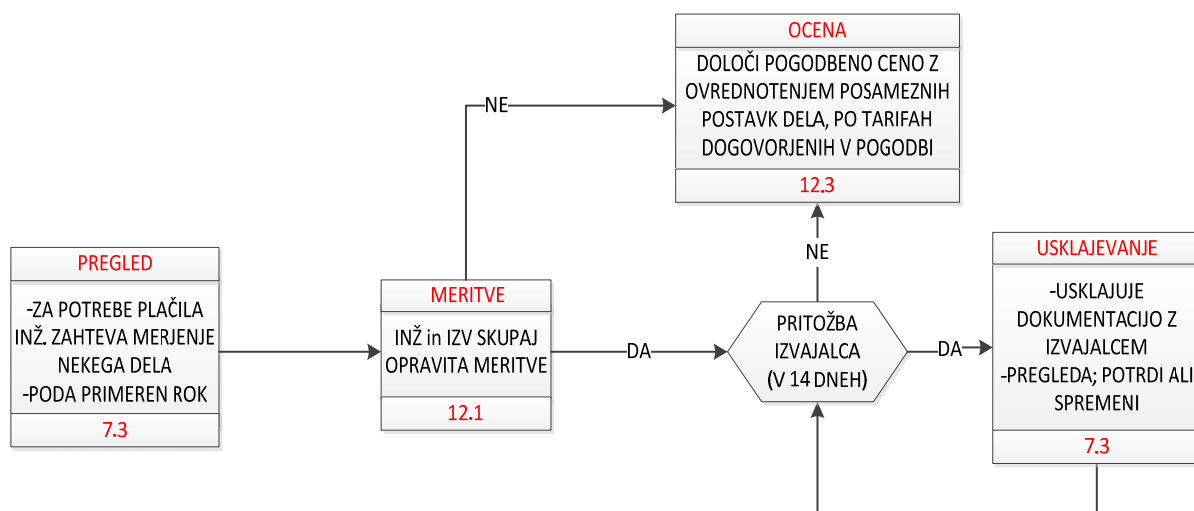 PREGLED
-ZA POTREBE PLAČILA
INŽ. ZAHTEVA MERJENJE
NEKEGA DELA
-PODA PRIMEREN ROK
7.3
MERITVE
INŽ in IZV SKUPAJ
OPRAVITA MERITVE
12.1
NE
OCENA
DOLOČI POGODBENO CENO Z
OVREDNOTENJEM POSAMEZNIH
POSTAVK DELA, PO TARIFAH
DOGOVORJENIH V POGODBI
12.3
DA
NE
PRITOŽBA
IZVAJALCA
(V 14 DNEH)
DA
USKLAJEVANJE
-USKLAJUJE
DOKUMENTACIJO Z
IZVAJALCEM
-PREGLEDA; POTRDI ALI
SPREMENI
7.3